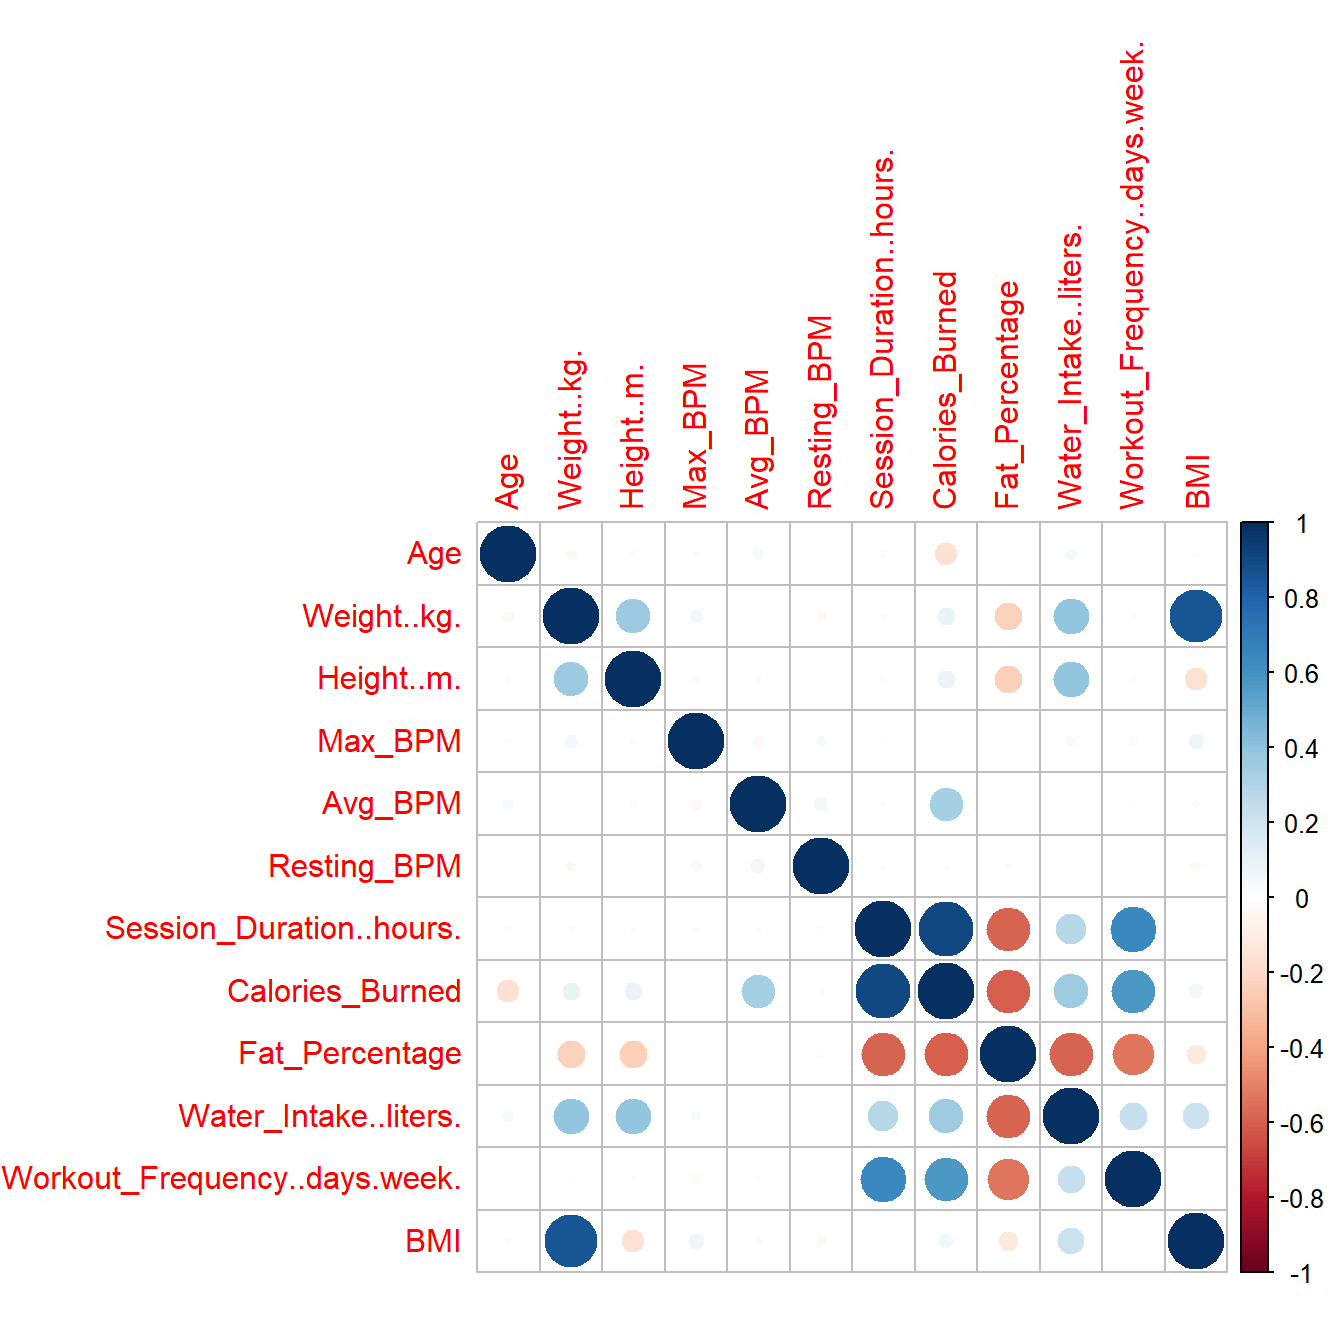 Age
Weight..kg.
Height..m.
Max_BPM
Avg_BPM
Resting_BPM
Session_Duration..hours.
Calories_Burned
Fat_Percentage
Water_Intake..liters.
Workout_Frequency..days.week.
BMI
Age
Weight..kg.
Height..m.
Max_BPM
Avg_BPM
Resting_BPM
Session_Duration..hours.
Calories_Burned
Fat_Percentage
Water_Intake..liters.
Workout_Frequency..days.week.
BMI
1
0.8
0.6
0.4
0.2
0
-0.2
-0.4
-0.6
-0.8
-1